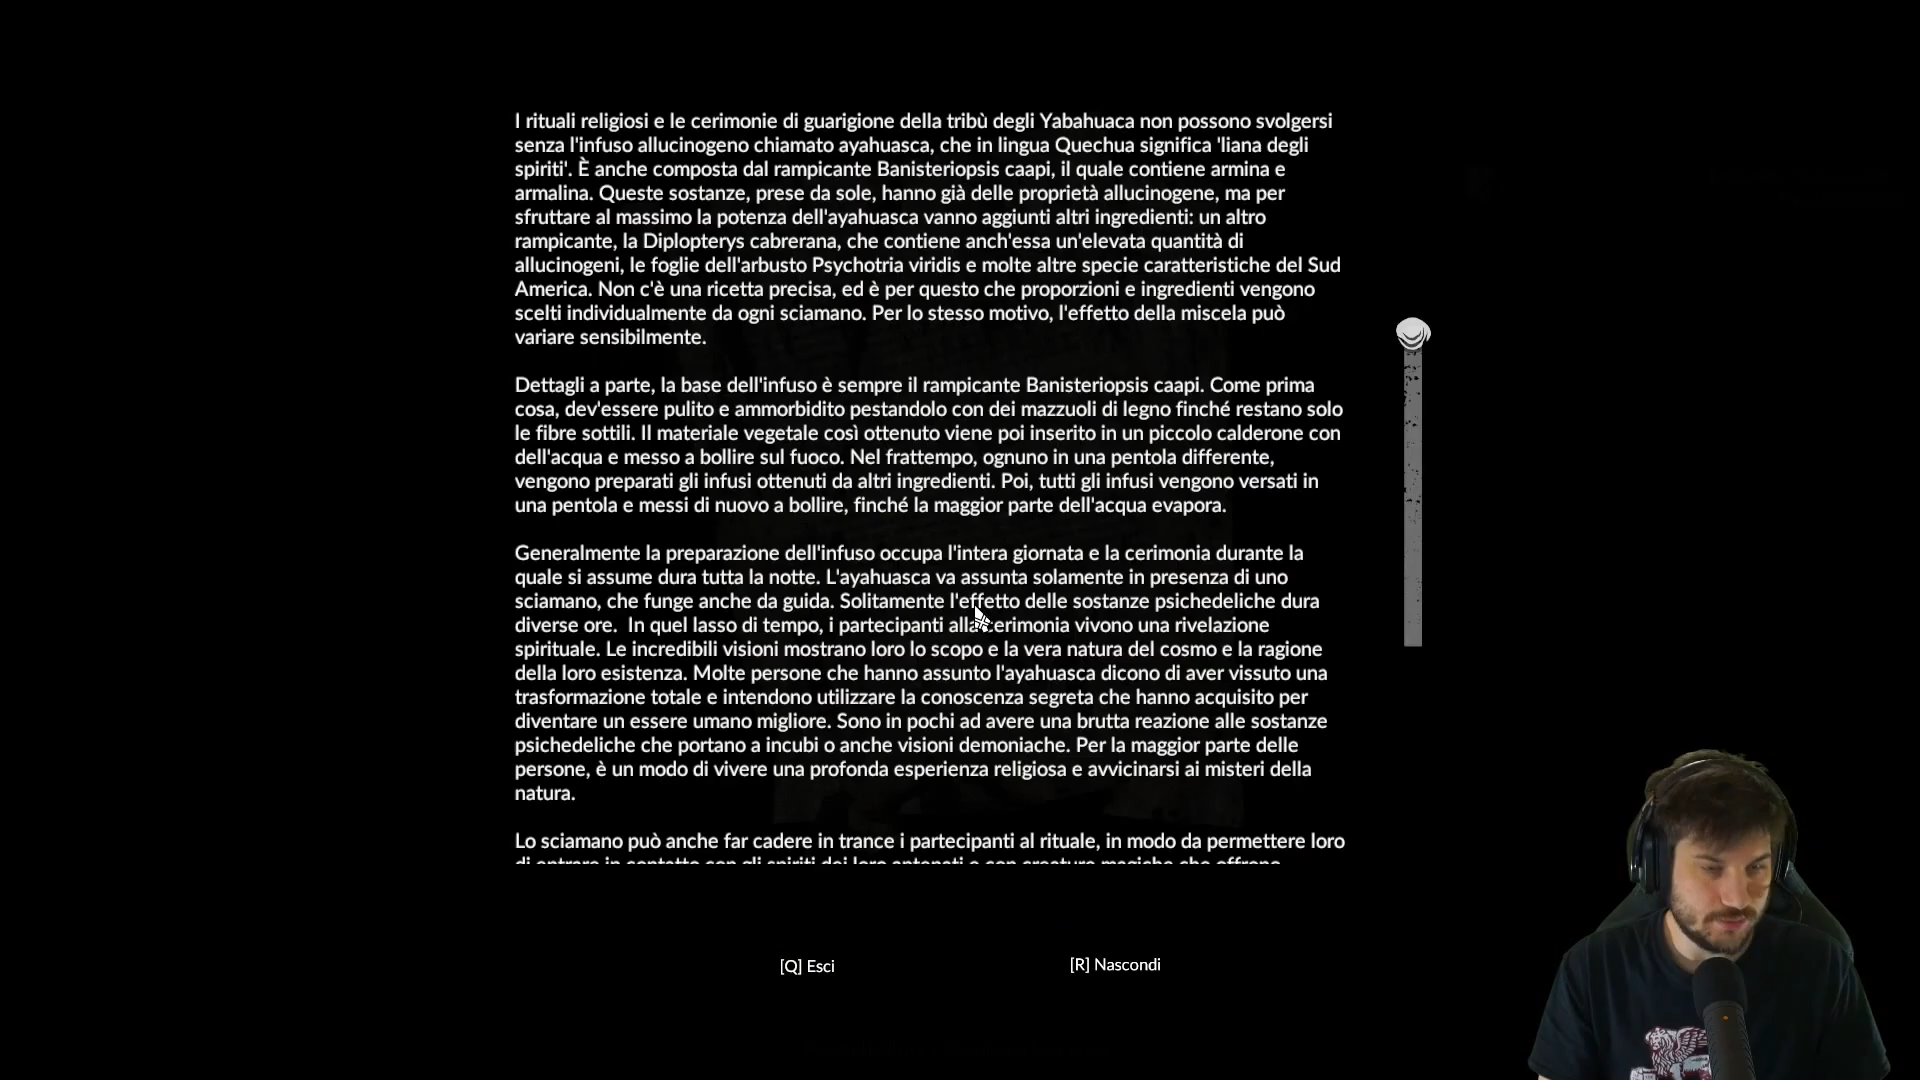 I rituali religiosi e le cerimonie di guarigione della tribù degli Yabahuaca non possono svolgersi
senza l'infuso allucinogeno chiamato ayahuasca, che in lingua Quechua significa 'liana degli
spiriti'. È anche composta dal rampicante Banisteriopsis caapi, il quale contiene armina e
armalina. Queste sostanze, prese da sole, hanno già delle proprietà allucinogene, ma per
sfruttare al massimo la potenza dell'ayahuasca vanno aggiunti altri ingredienti: un altro
rampicante, la Diplopterys cabrerana, che contiene anch'essa un'elevata quantità di
allucinogeni, le foglie dell'arbusto Psychotria viridis e molte altre specie caratteristiche del Sud
America. Non c'è una ricetta precisa, ed è per questo che proporzioni e ingredienti vengono
scelti individualmente da ogni sciamano. Per lo stesso motivo, l'effetto della miscela può
variare sensibilmente.
Dettagli a parte, la base dell'infuso è sempre il rampicante Banisteriopsis caapi. Come prima
cosa, dev'essere pulito e ammorbidito pestandolo con dei mazzuoli di legno finché restano solo
le fibre sottili. Il materiale vegetale così ottenuto viene poi inserito in un piccolo calderone con
dell'acqua e messo a bollire sul fuoco. Nel frattempo, ognuno in una pentola differente,
vengono preparati gli infusi ottenuti da altri ingredienti. Poi, tutti gli infusi vengono versati in
una pentola e messi di nuovo a bollire, finché la maggior parte dell'acqua evapora.
Generalmente la preparazione dell'infuso occupa l'intera giornata e la cerimonia durante la
quale si assume dura tutta la notte. L'ayahuasca va assunta solamente in presenza di uno
sciamano, che funge anche da guida. Solitamente l'effetto delle sostanze psichedeliche dura
diverse ore. In quel lasso di tempo, i partecipanti alla cerimonia vivono una rivelazione
spirituale. Le incredibili visioni mostrano loro lo scopo e la vera natura del cosmo e la ragione
della loro esistenza. Molte persone che hanno assunto l'ayahuasca dicono di aver vissuto una
trasformazione totale e intendono utilizzare la conoscenza segreta che hanno acquisito per
diventare un essere umano migliore. Sono in pochi ad avere una brutta reazione alle sostanze
psichedeliche che portano a incubi o anche visioni demoniache. Per la maggior parte delle
persone, è un modo di vivere una profonda esperienza religiosa e avvicinarsi ai misteri della
natura.
Lo sciamano può anche far cadere in trance i partecipanti al rituale, in modo da permettere loro
di entrare in contatto con gli spiriti dei loro antenati e con creature magiche che offrono
[Q] Esci
[R] Nascondi